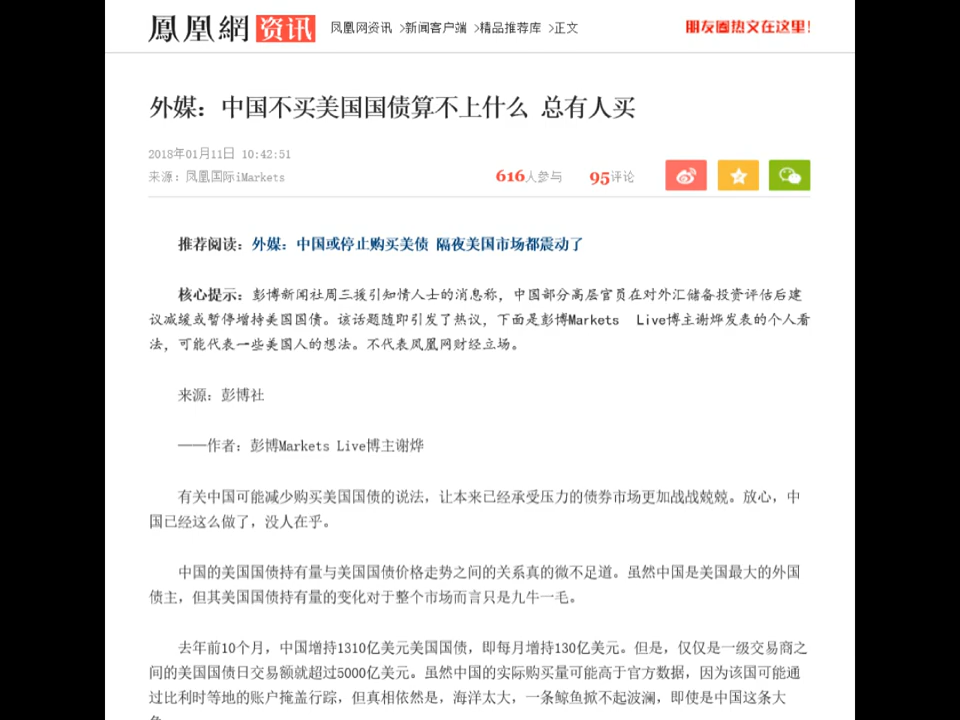 鳳凰網 资讯 凤凰网资讯 >新闻客户端 >精品推荐库 >正文 朋友圈热文在这里!
外媒：中国不买美国国债算不上什么 总有人买
2018年01月11日 10:42:51
来源：凤凰国际iMarkets 616人参与 95评论
推荐阅读：外媒：中国或停止购买美债 隔夜美国市场都震动了
核心提示：彭博新闻社周三援引知情人士的消息称，中国部分高层官员在对外汇储备投资评估后建
议减缓或暂停增持美国国债。该话题随即引发了热议，下面是彭博Markets Live博主谢烨发表的个人看
法，可能代表一些美国人的想法。不代表凤凰网财经立场。
来源：彭博社
——作者：彭博Markets Live博主谢烨
有关中国可能减少购买美国国债的说法，让本来已经承受压力的债券市场更加战战兢兢。放心，中
国已经这么做了，没人在乎。
中国的美国国债持有量与美国国债价格走势之间的关系真的微不足道。虽然中国是美国最大的外国
债主，但其美国国债持有量的变化对于整个市场而言只是九牛一毛。
去年前10个月，中国增持1310亿美元美国国债，即每月增持130亿美元。但是，仅仅是一级交易商之
间的美国国债日交易额就超过5000亿美元。虽然中国的实际购买量可能高于官方数据，因为该国可能通
过比利时等地的账户掩盖行踪，但真相依然是，海洋太大，一条鲸鱼掀不起波澜，即使是中国这条大